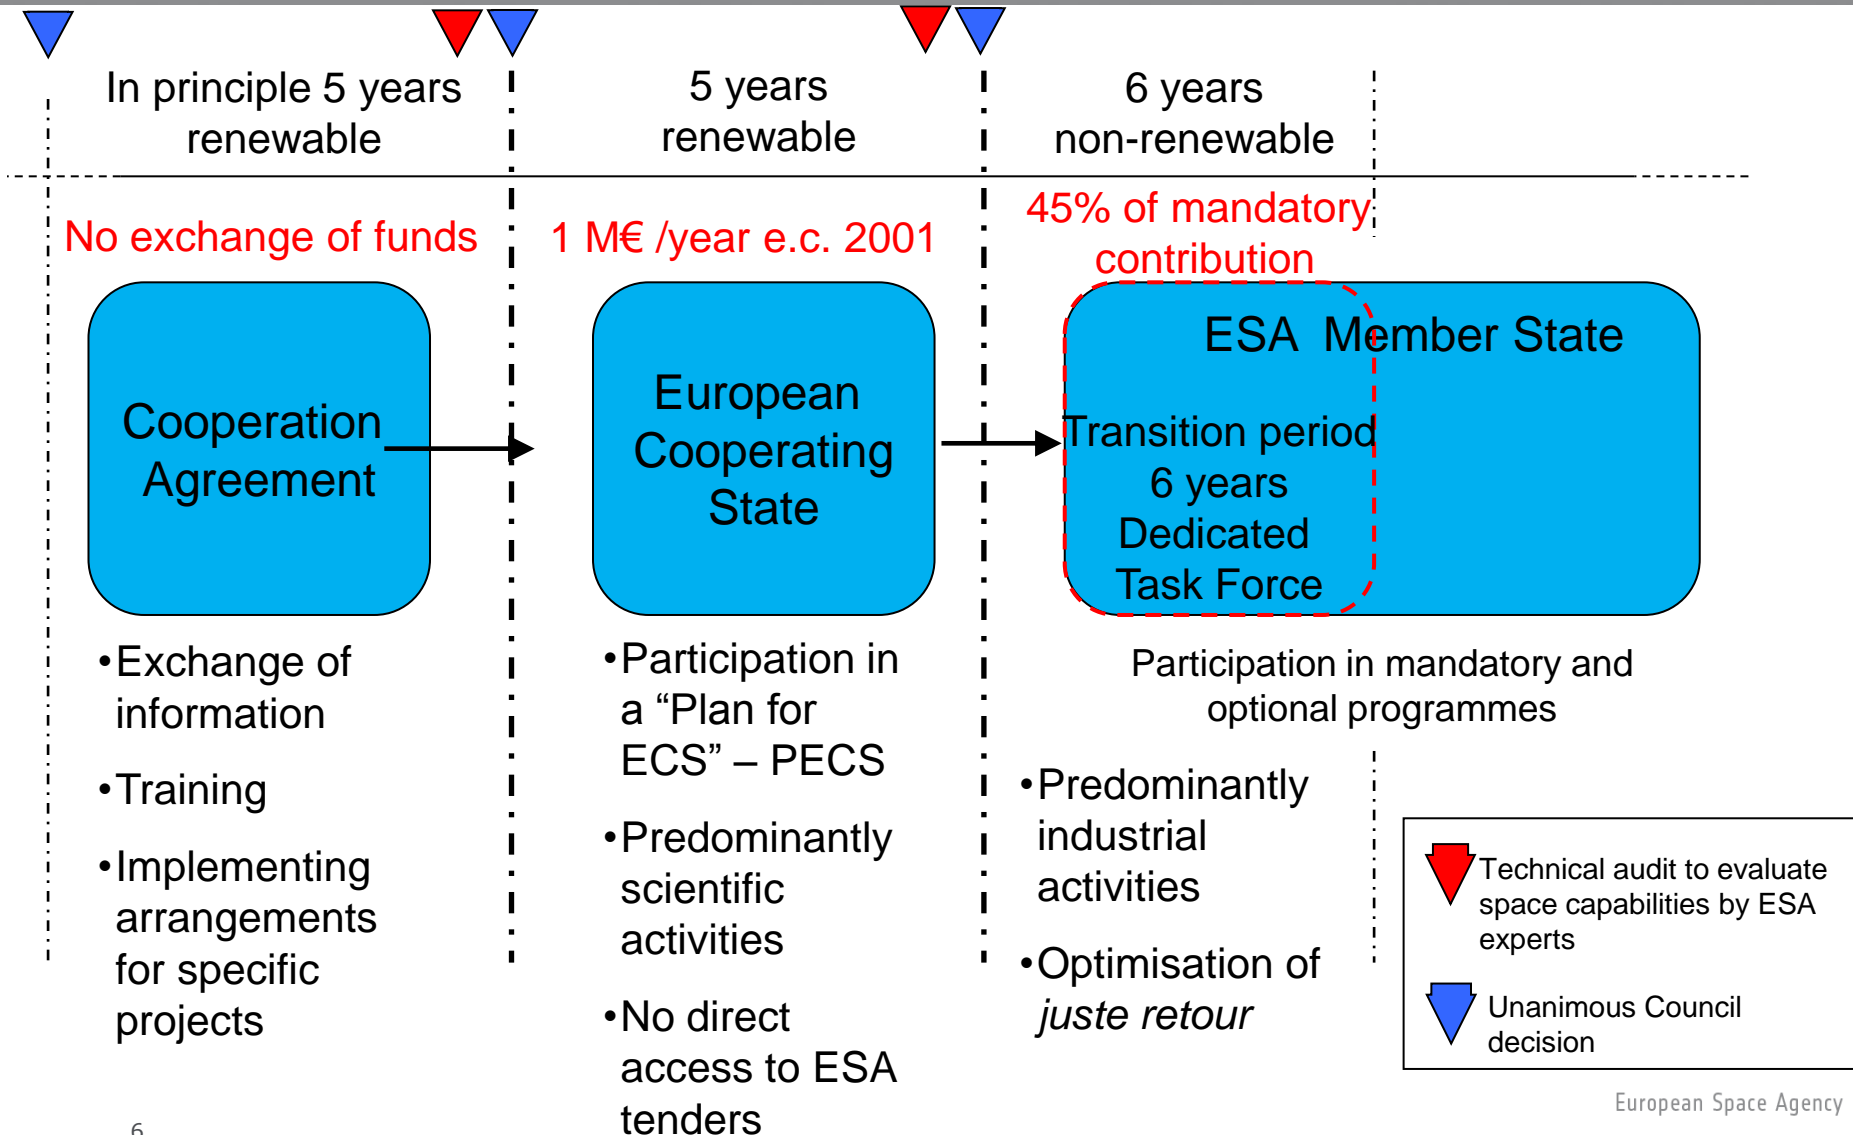 In principle 5 years
renewable
5 years
renewable
6 years
non-renewable
No exchange of funds
1 M€ /year e.c. 2001
45% of mandatory
contribution
Cooperation
Agreement
European
Cooperating
State
ESA Member State
Transition period
6 years
Dedicated
Task Force
•Exchange of
information
•Training
•Implementing
arrangements
for specific
projects
•Participation in
a “Plan for
ECS” – PECS
•Predominantly
scientific
activities
•No direct
access to ESA
tenders
Participation in mandatory and
optional programmes
•Predominantly
industrial
activities
•Optimisation of
juste retour
Technical audit to evaluate
space capabilities by ESA
experts
Unanimous Council
decision
European Space Agency
6